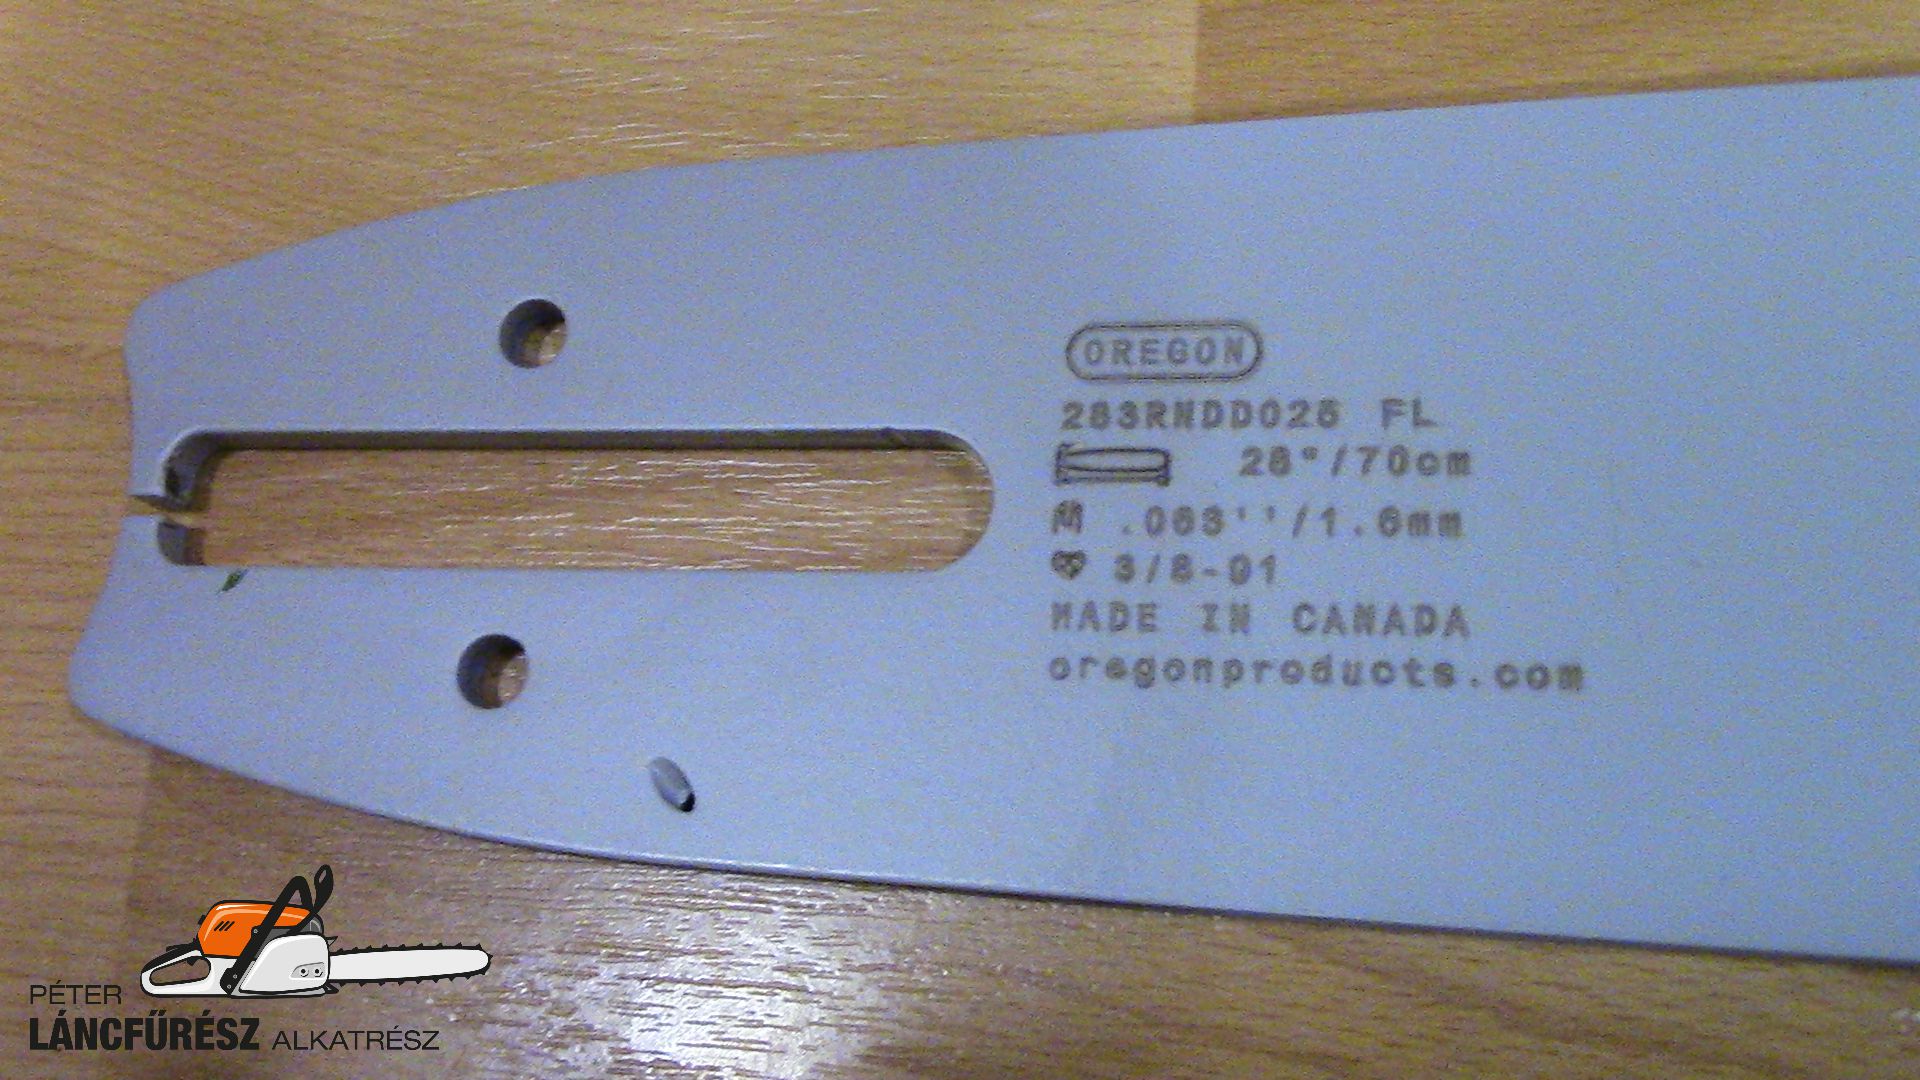 OREGON
283RNDD025 FL
28"/70cm
.063''/1.6mm
3/8-91
MADE IN CANADA
oregonproducts.com
PÉTER
LÁNCFŰRÉSZ ALKATRÉSZ